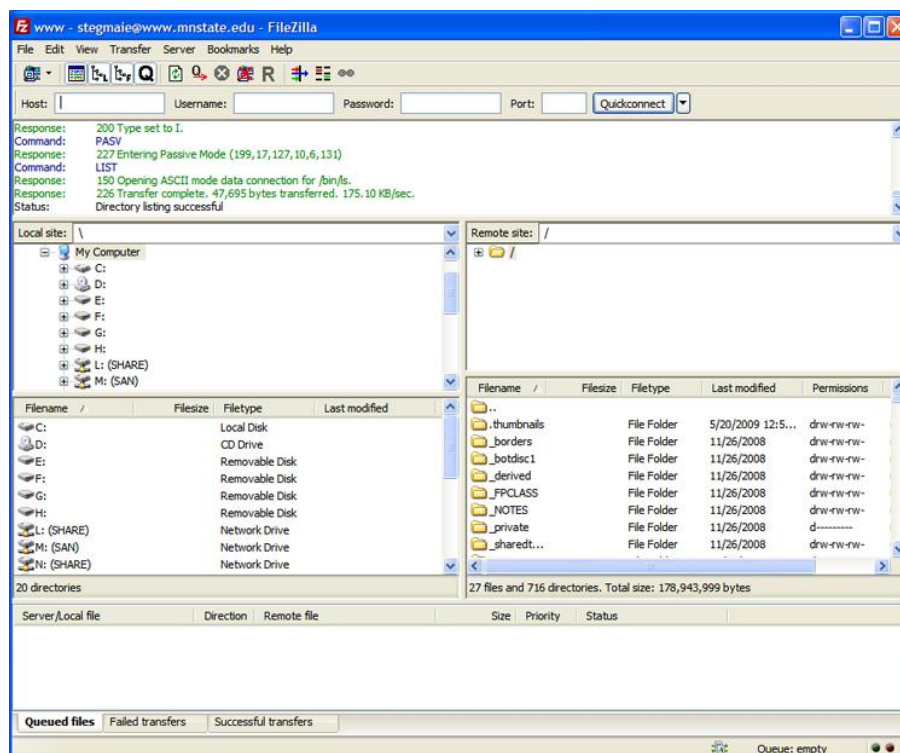 www - stegmaie@www.mnstate.edu - FileZilla
File Edit View Transfer Server Bookmarks Help
Host: Username: Password: Port: Quickconnect
Response: 200 Type set to I.
Command: PASV
Response: 227 Entering Passive Mode (199,17,127,10,6,131)
Command: LIST
Response: 150 Opening ASCII mode data connection for /bin/ls.
Response: 226 Transfer complete. 47,695 bytes transferred. 175.10 KB/sec.
Status: Directory listing successful
Local site: \
My Computer
C:
D:
E:
F:
G:
H:
L: (SHARE)
M: (SAN)
Remote site: /
/
Filename / Filesize Filetype Last modified
C: Local Disk
D: CD Drive
E: Removable Disk
F: Removable Disk
G: Removable Disk
H: Removable Disk
L: (SHARE) Network Drive
M: (SAN) Network Drive
N: (SHARE) Network Drive
20 directories
Filename / Filesize Filetype Last modified Permissions
..
.thumbnails File Folder 5/20/2009 12:5... drw-rw-rw-
_borders File Folder 11/26/2008 drw-rw-rw-
_botdisc1 File Folder 11/26/2008 drw-rw-rw-
_derived File Folder 11/26/2008 drw-rw-rw-
_FPCLASS File Folder 11/26/2008 drw-rw-rw-
_NOTES File Folder 11/26/2008 drw-rw-rw-
_private File Folder 11/26/2008 d---------
_sharedt... File Folder 11/26/2008 drw-rw-rw-
27 files and 716 directories. Total size: 178,943,999 bytes
Server/Local file Direction Remote file Size Priority Status
Queued files Failed transfers Successful transfers
Queue: empty